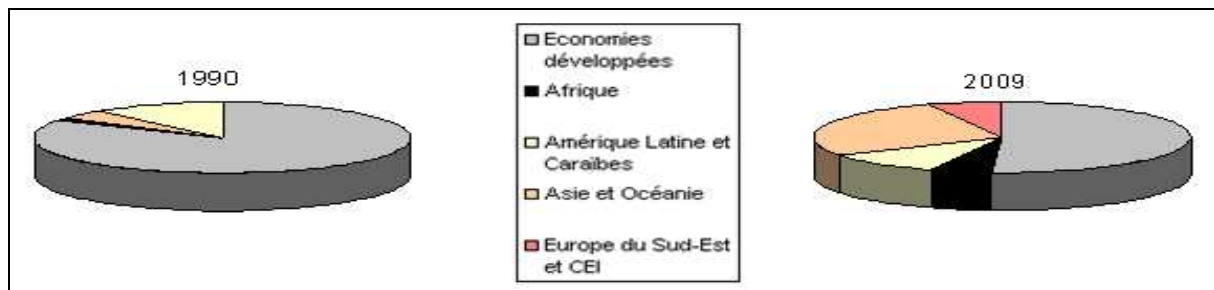 1990
Economies
développées
Afrique
Amérique Latine et
Caraïbes
Asie et Océanie
Europe du Sud-Est
et CEI
2009